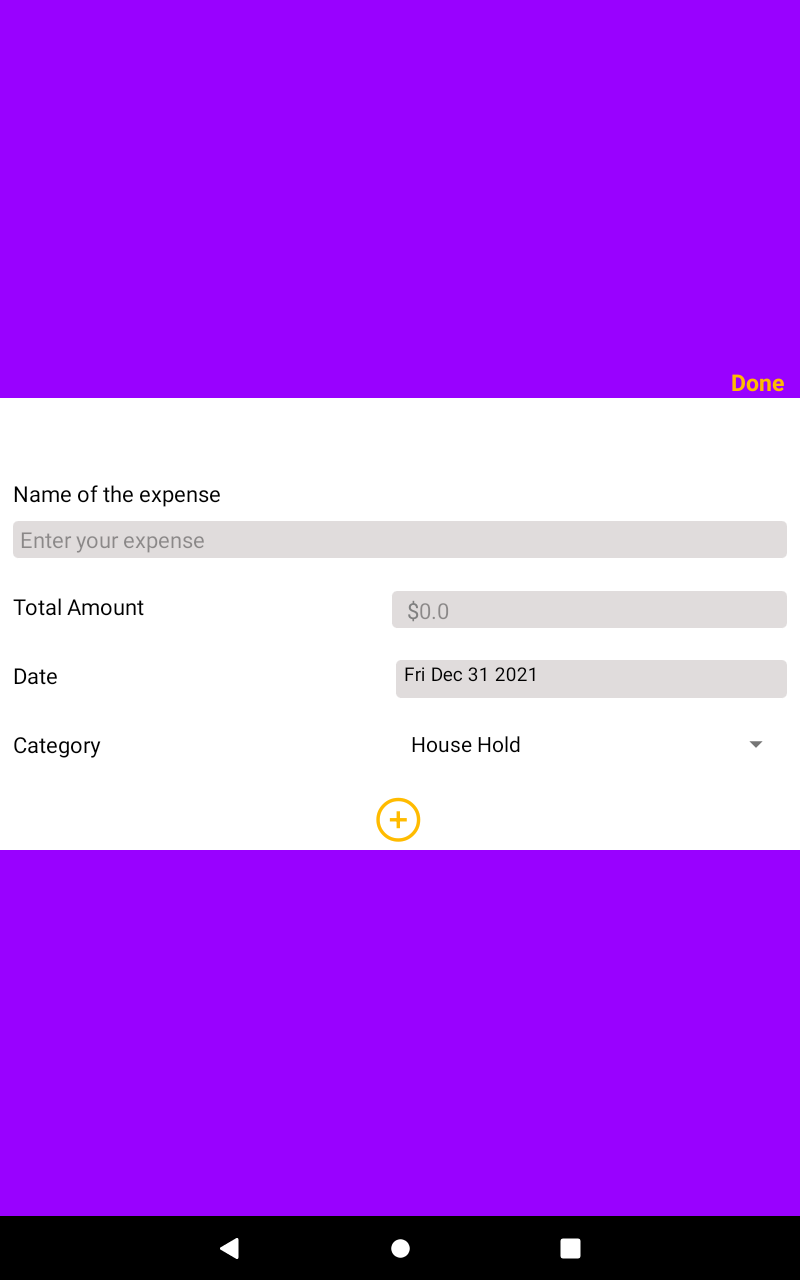 Done
Name of the expense
Enter your expense
Total Amount $0.0
Date Fri Dec 31 2021
Category House Hold